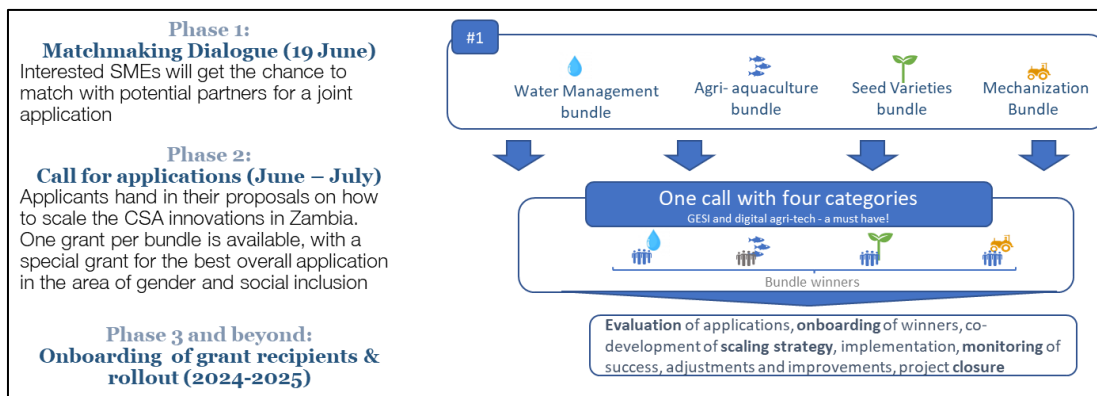 Phase 1:
Matchmaking Dialogue (19 June)
Interested SMEs will get the chance to
match with potential partners for a joint
application
Phase 2:
Call for applications (June – July)
Applicants hand in their proposals on how
to scale the CSA innovations in Zambia.
One grant per bundle is available, with a
special grant for the best overall application
in the area of gender and social inclusion
Phase 3 and beyond:
Onboarding of grant recipients &
rollout (2024-2025)
#1
Water Management
bundle
Agri- aquaculture
bundle
Seed Varieties
bundle
Mechanization
Bundle
One call with four categories
GESI and digital agri-tech - a must have!
Bundle winners
Evaluation of applications, onboarding of winners, co-
development of scaling strategy, implementation, monitoring of
success, adjustments and improvements, project closure